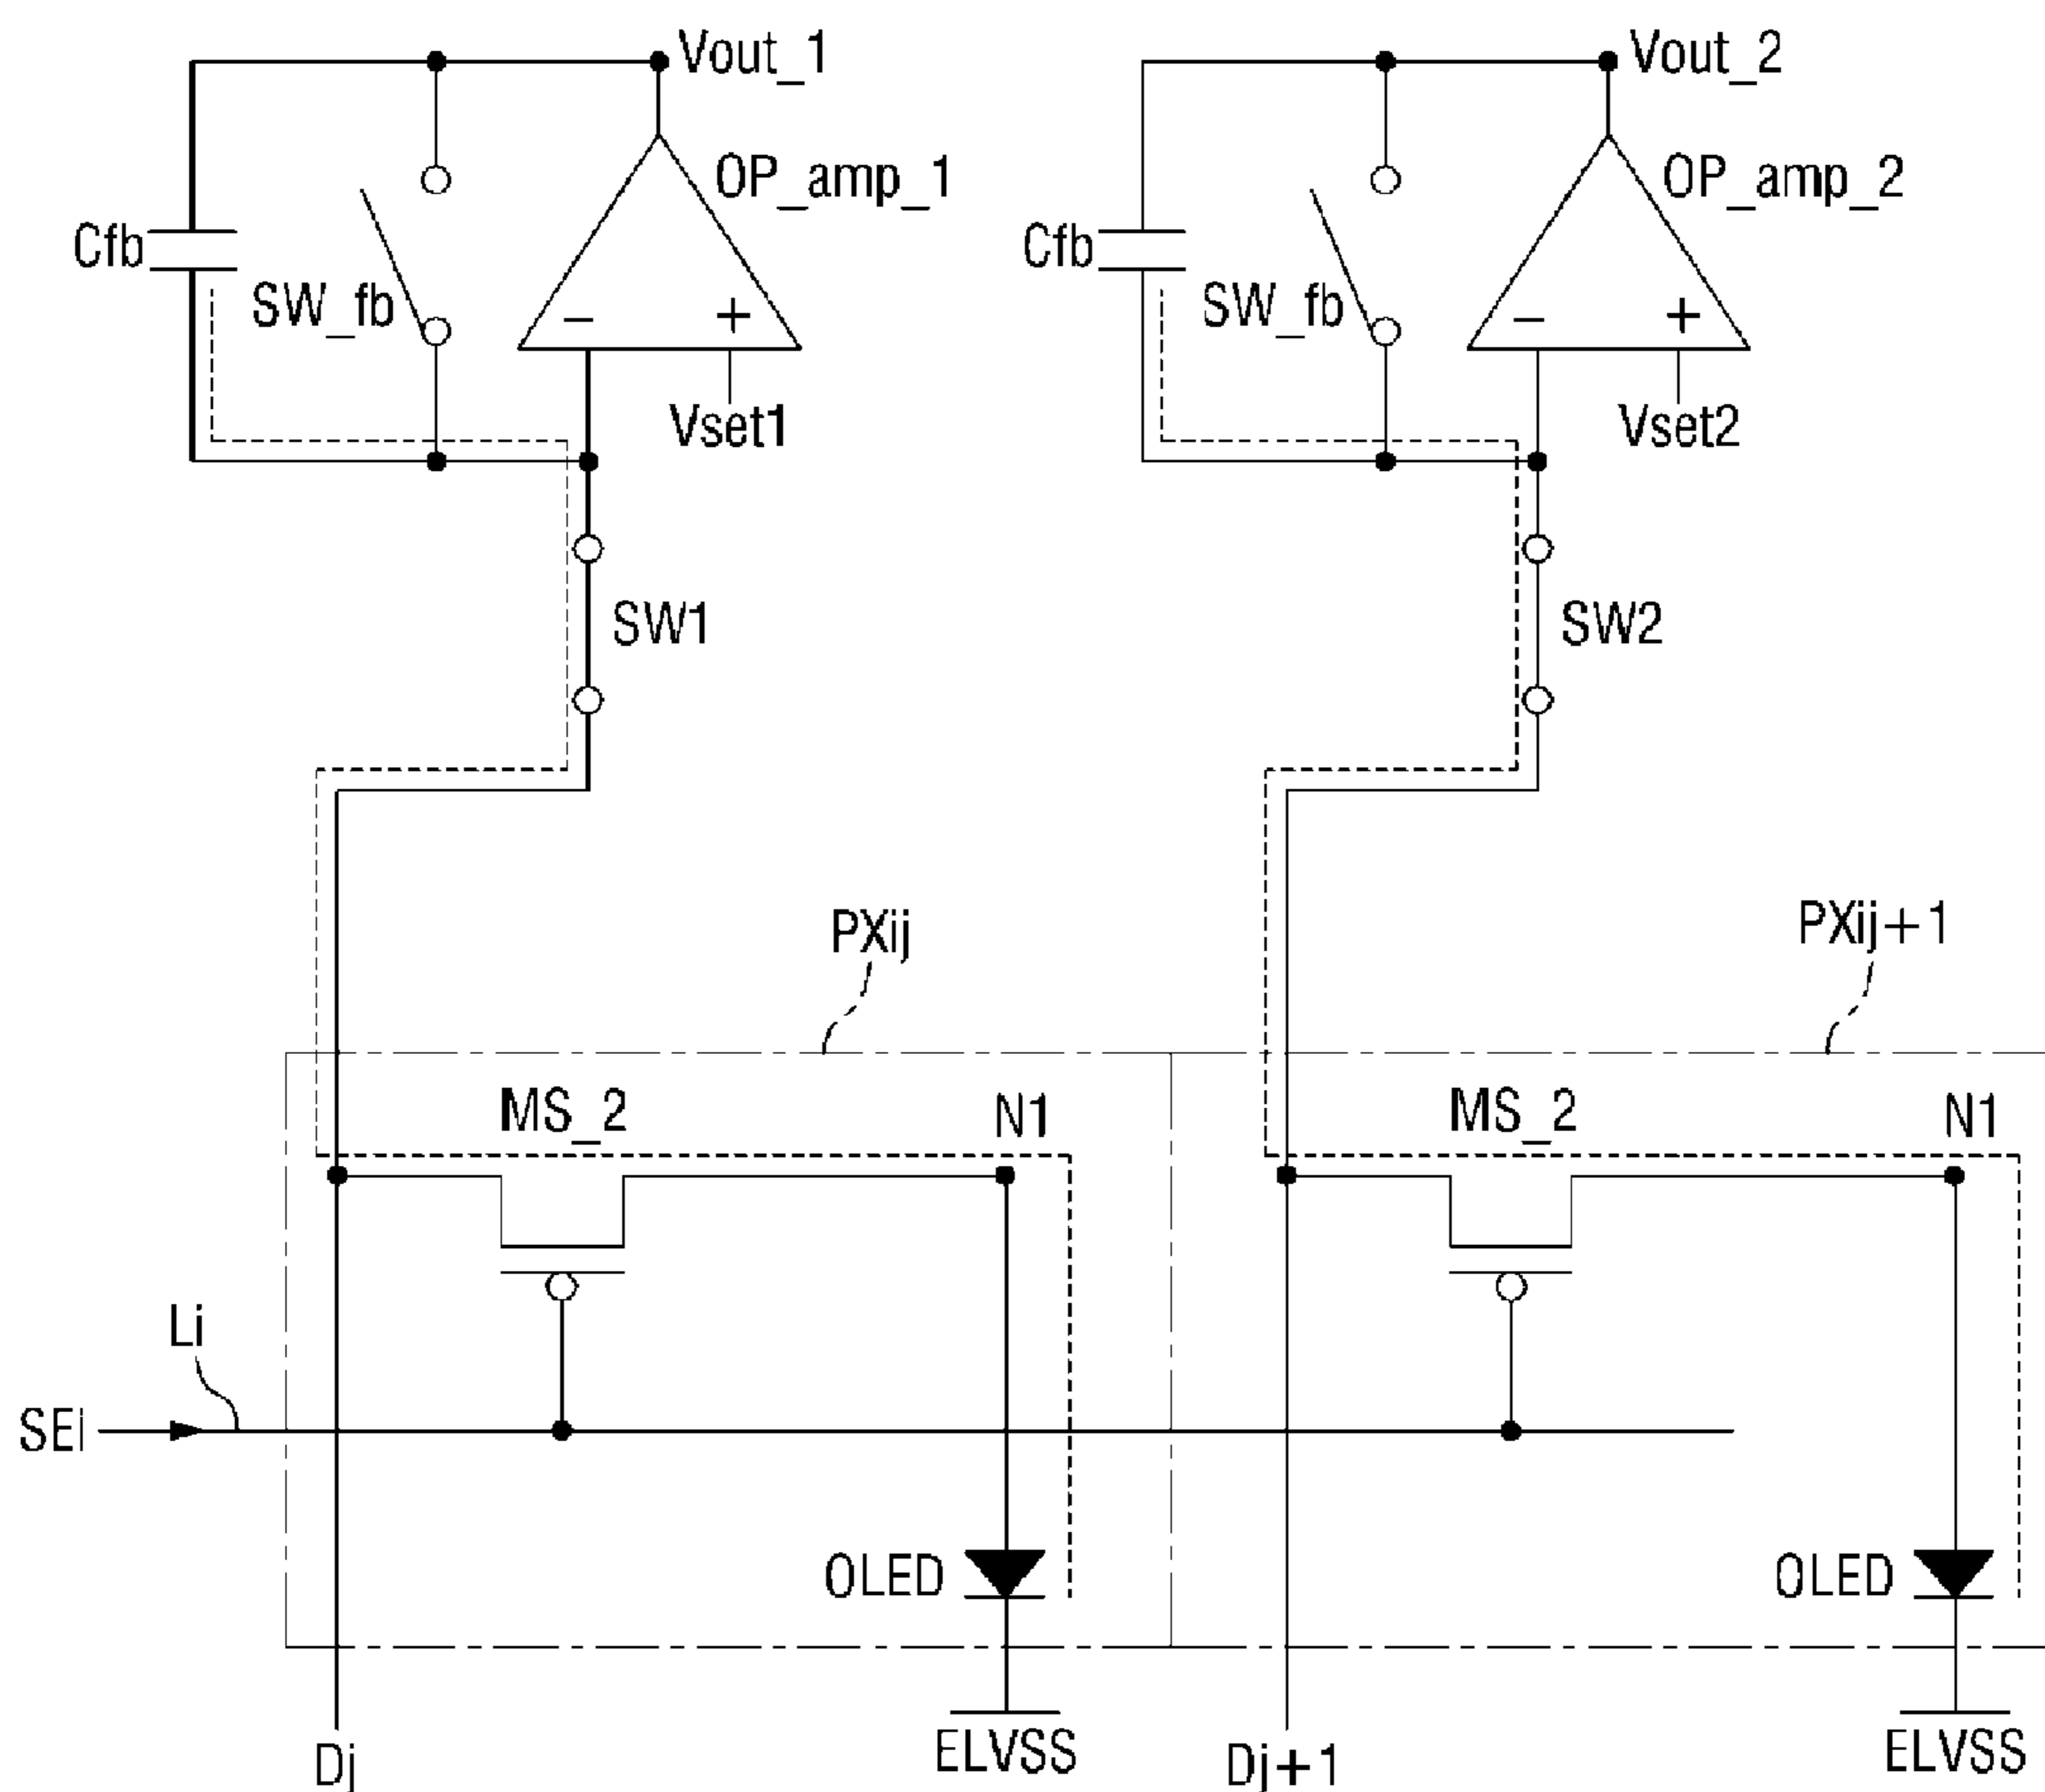 Vout_1
Vout_2
OP_amp_1
OP_amp_2
Cfb
SW_fb
Cfb
SW_fb
− +
− +
Vset1
Vset2
SW1
SW2
PXij
PXij+1
MS_2
N1
MS_2
N1
Li
SEi
OLED
OLED
ELVSS
ELVSS
Dj
Dj+1